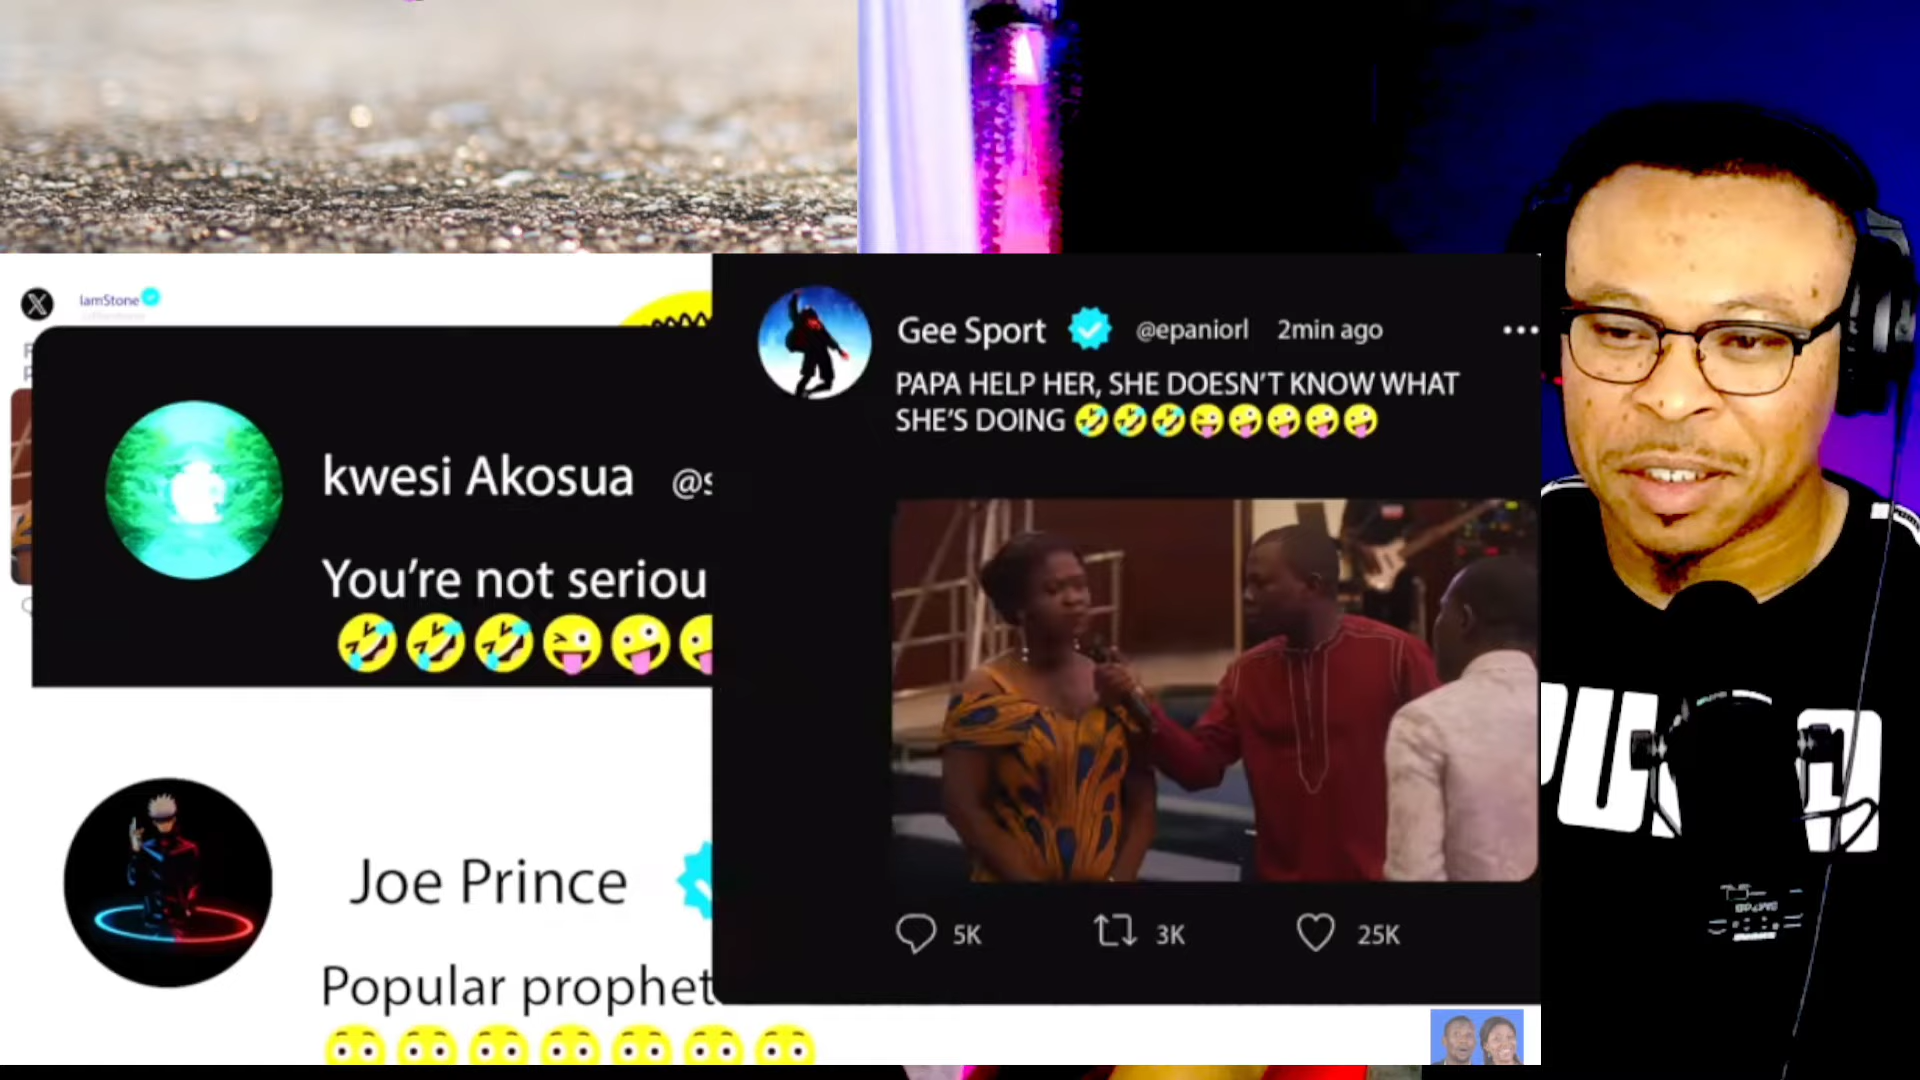 IamStone
kwesi Akosua @s
You're not seriou
🤣🤣🤣😜🤪
Joe Prince
Popular prophet
😳😳😳😳😳😳😳
Gee Sport @epaniorl 2min ago
PAPA HELP HER, SHE DOESN'T KNOW WHAT
SHE'S DOING 🤣🤣🤣😜🤪🤪🤪🤪
5K 3K 25K